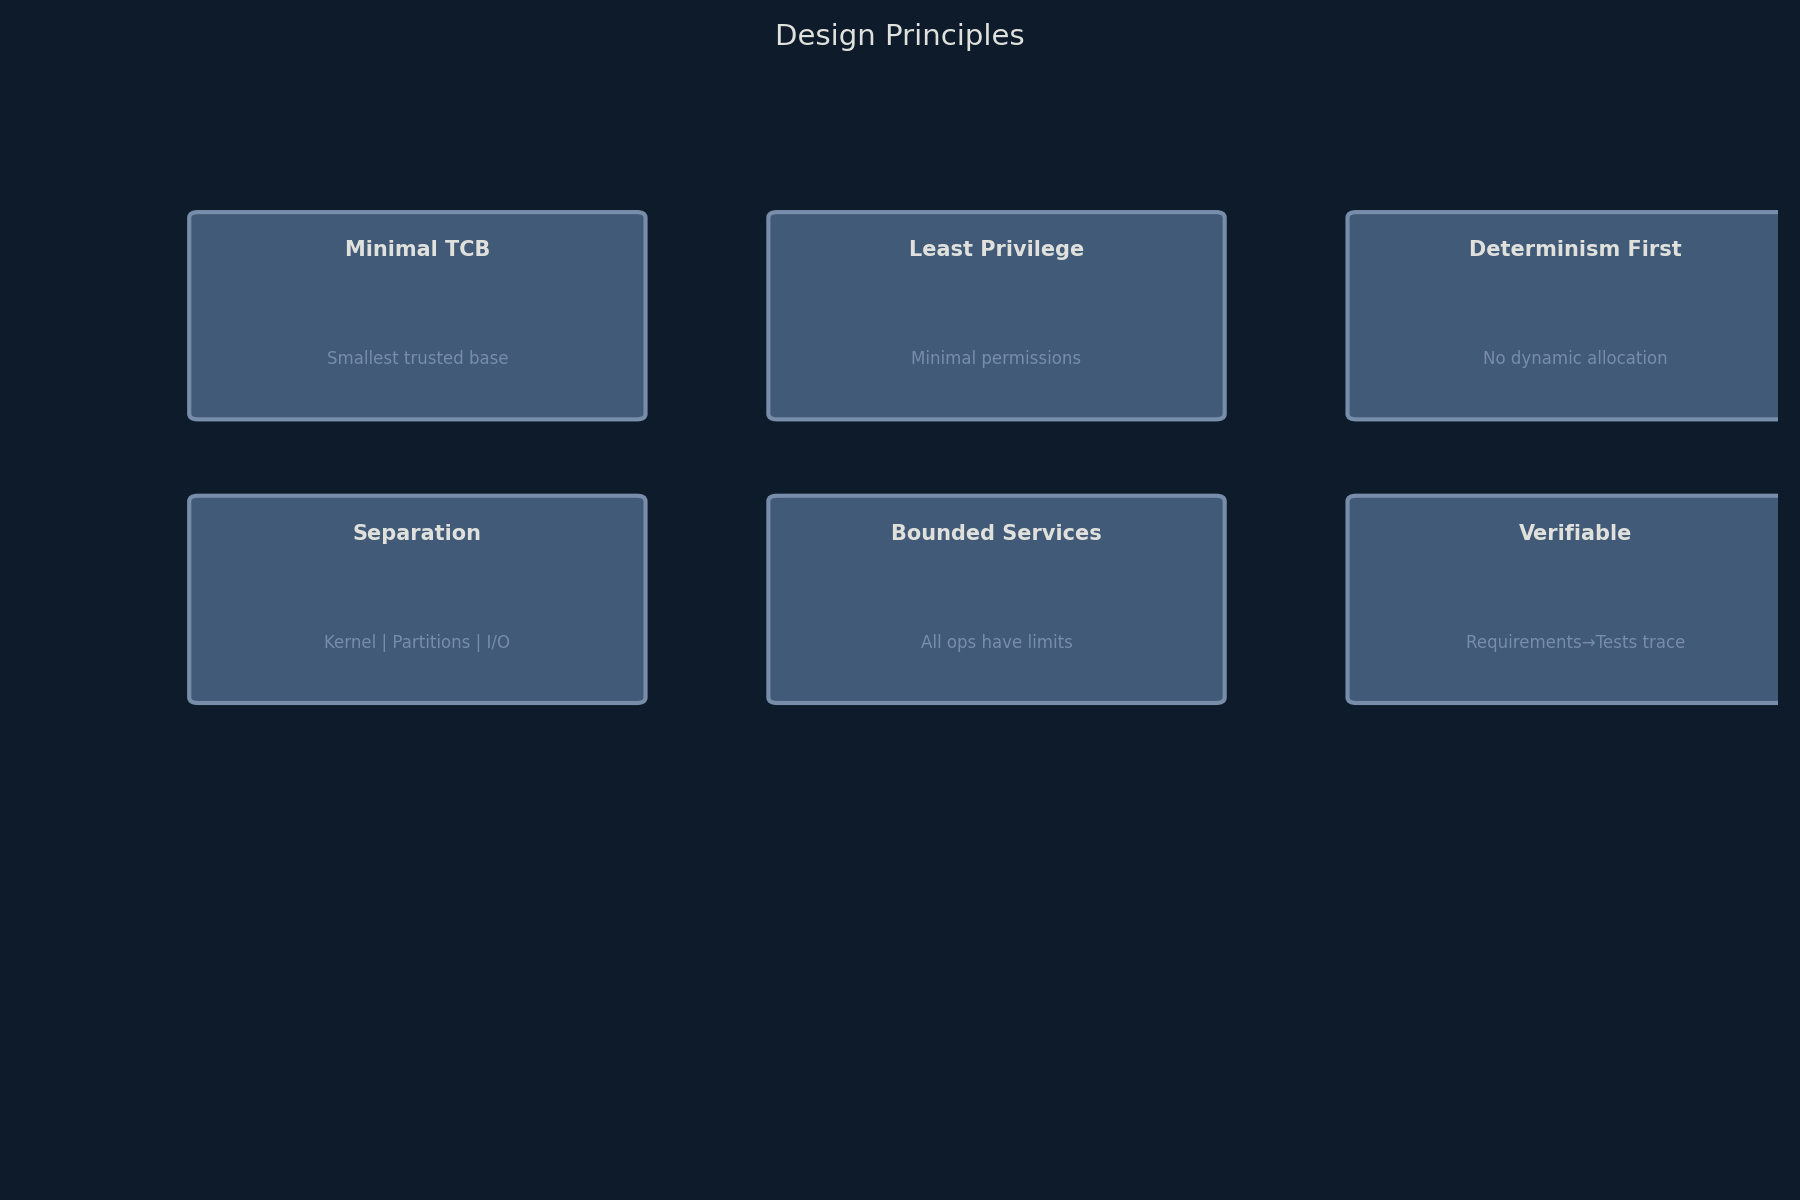 Design Principles
Minimal TCB
Smallest trusted base
Least Privilege
Minimal permissions
Determinism First
No dynamic allocation
Separation
Kernel | Partitions | I/O
Bounded Services
All ops have limits
Verifiable
Requirements→Tests trace